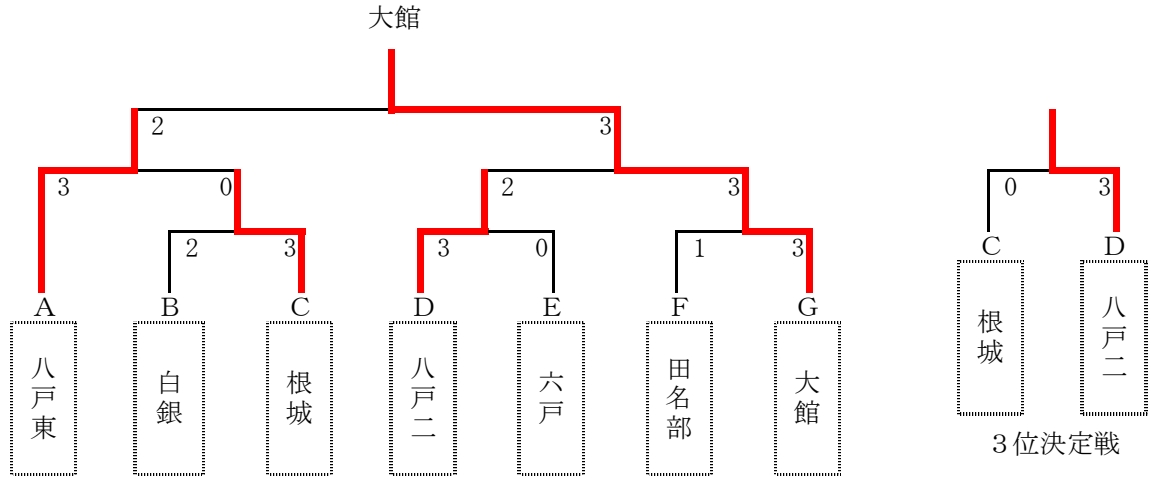 大館
2 3
3 0 2 3 0 3
2 3 3 0 1 3
A B C D E F G C D
八戸東
白銀
根城
八戸二
六戸
田名部
大館
根城
八戸二
３位決定戦